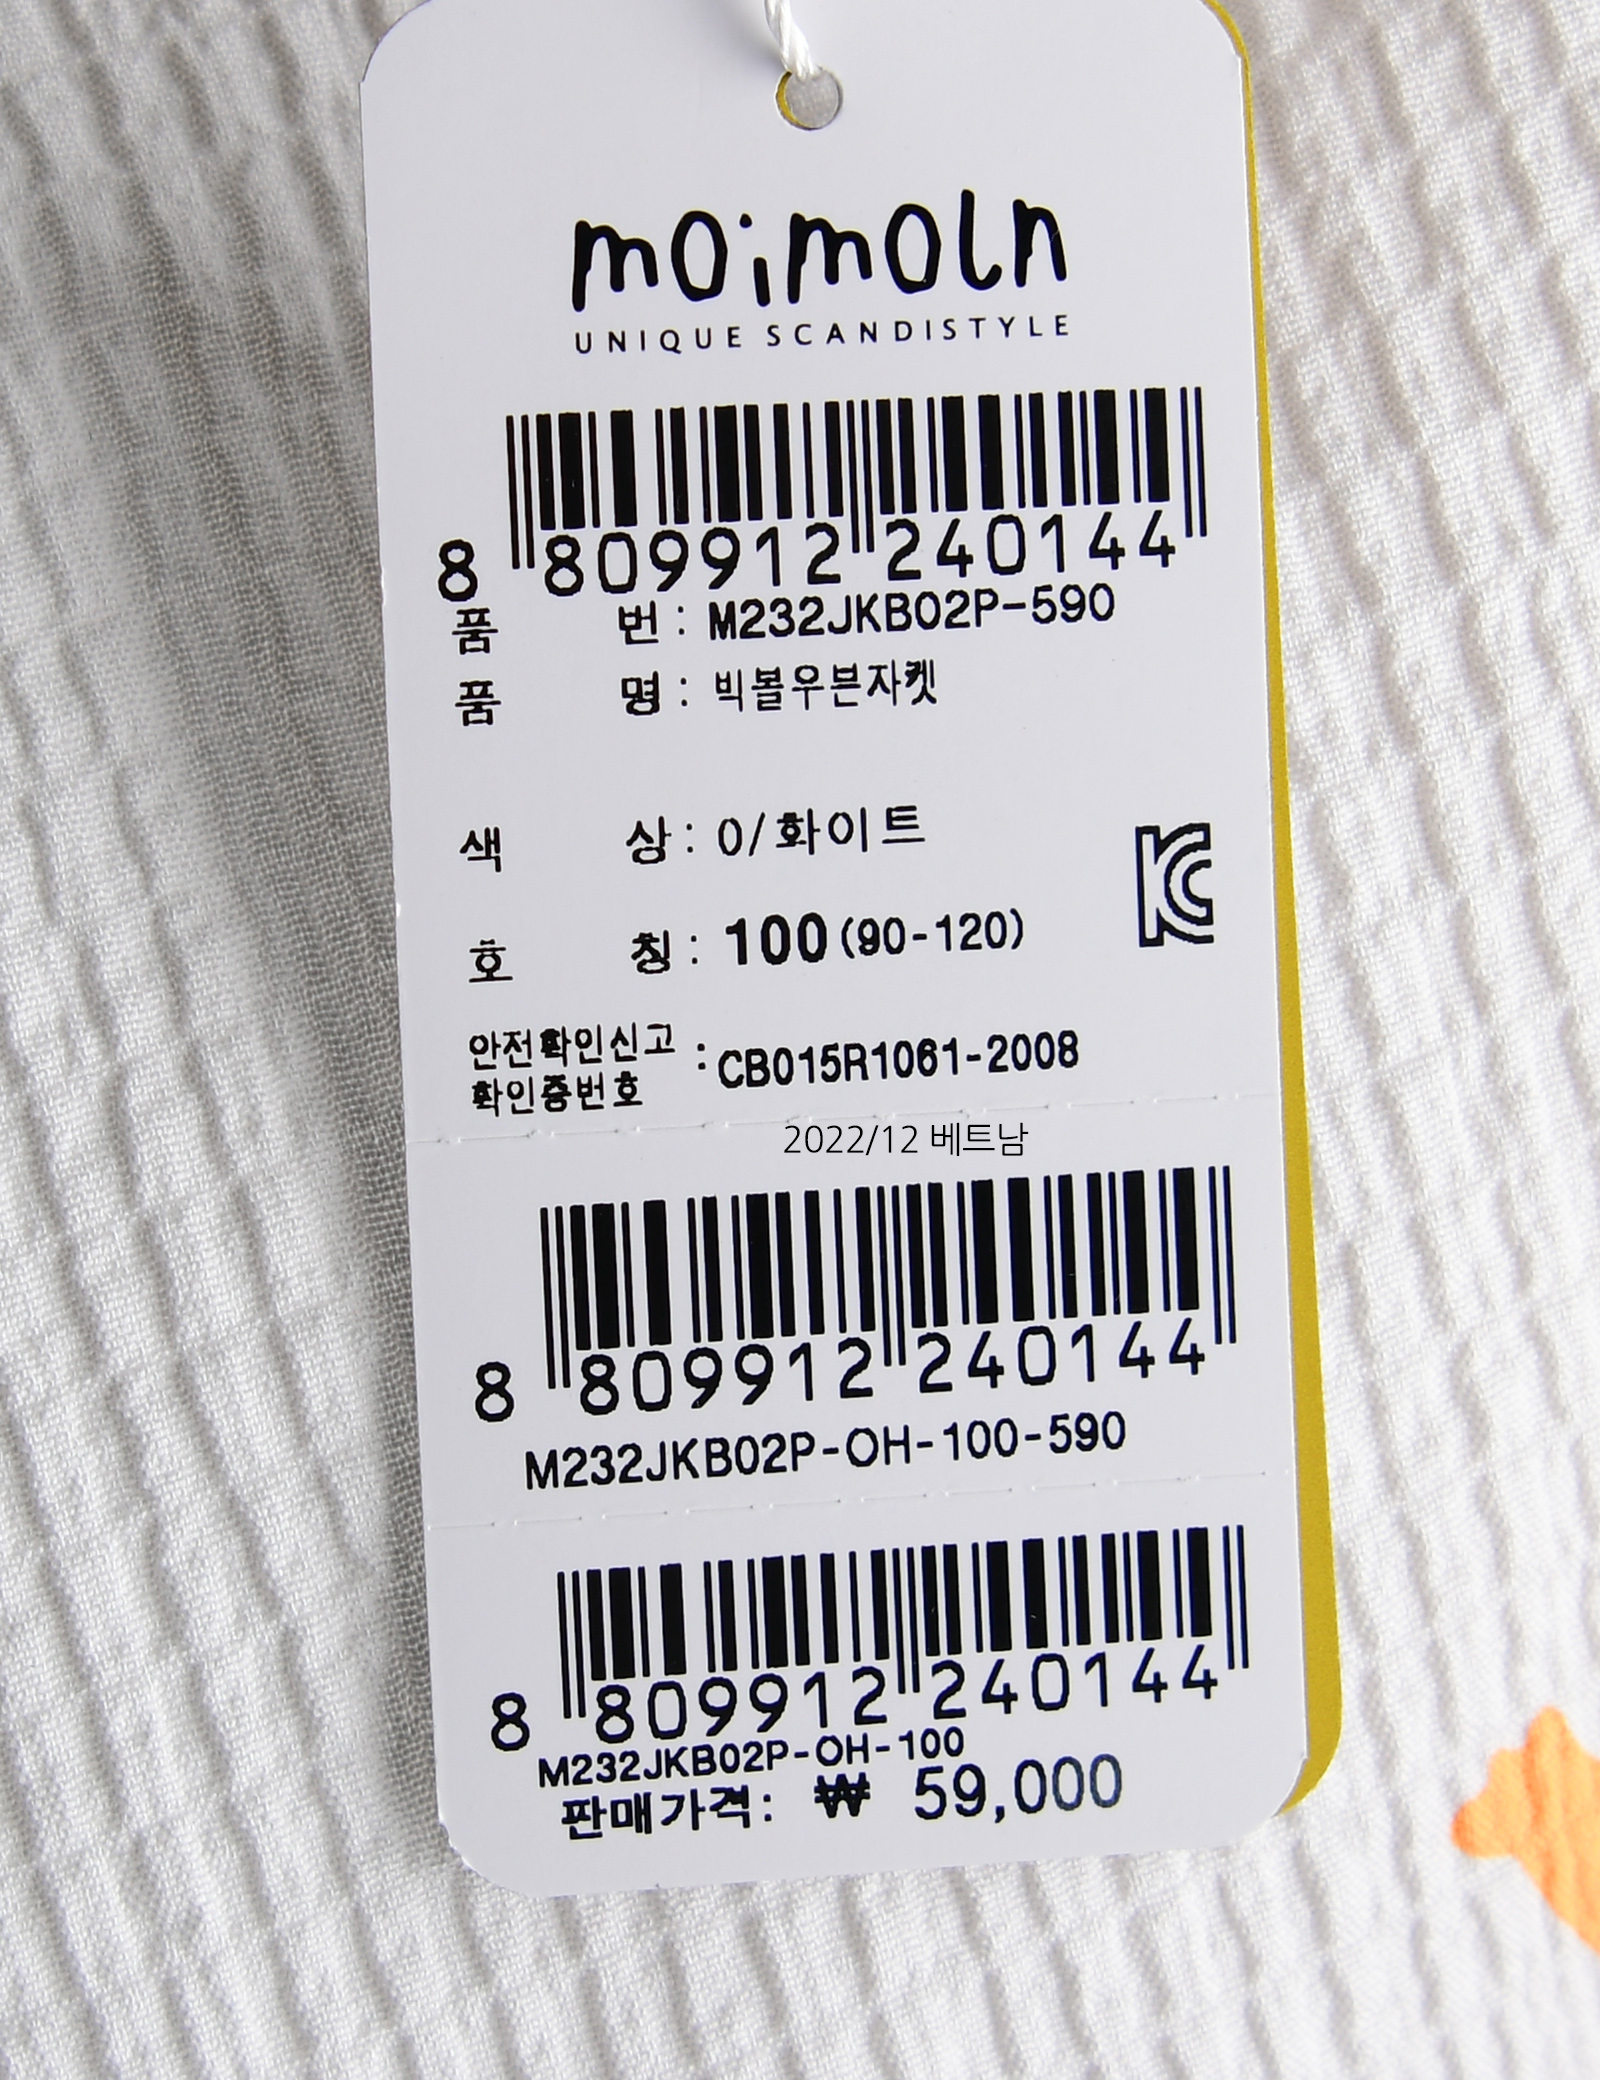 moimoln
UNIQUE SCANDISTYLE
8 809912 240144
품 번 : M232JKB02P-590
품 명 : 빅볼우븐자켓
색 상 : 0/화이트
호 칭 : 100(90-120)
안전확인신고
확인증번호 : CB015R1061-2008
KC
2022/12 베트남
8 809912 240144
M232JKB02P-OH-100-590
8 809912 240144
M232JKB02P-OH-100
판매가격: ₩ 59,000